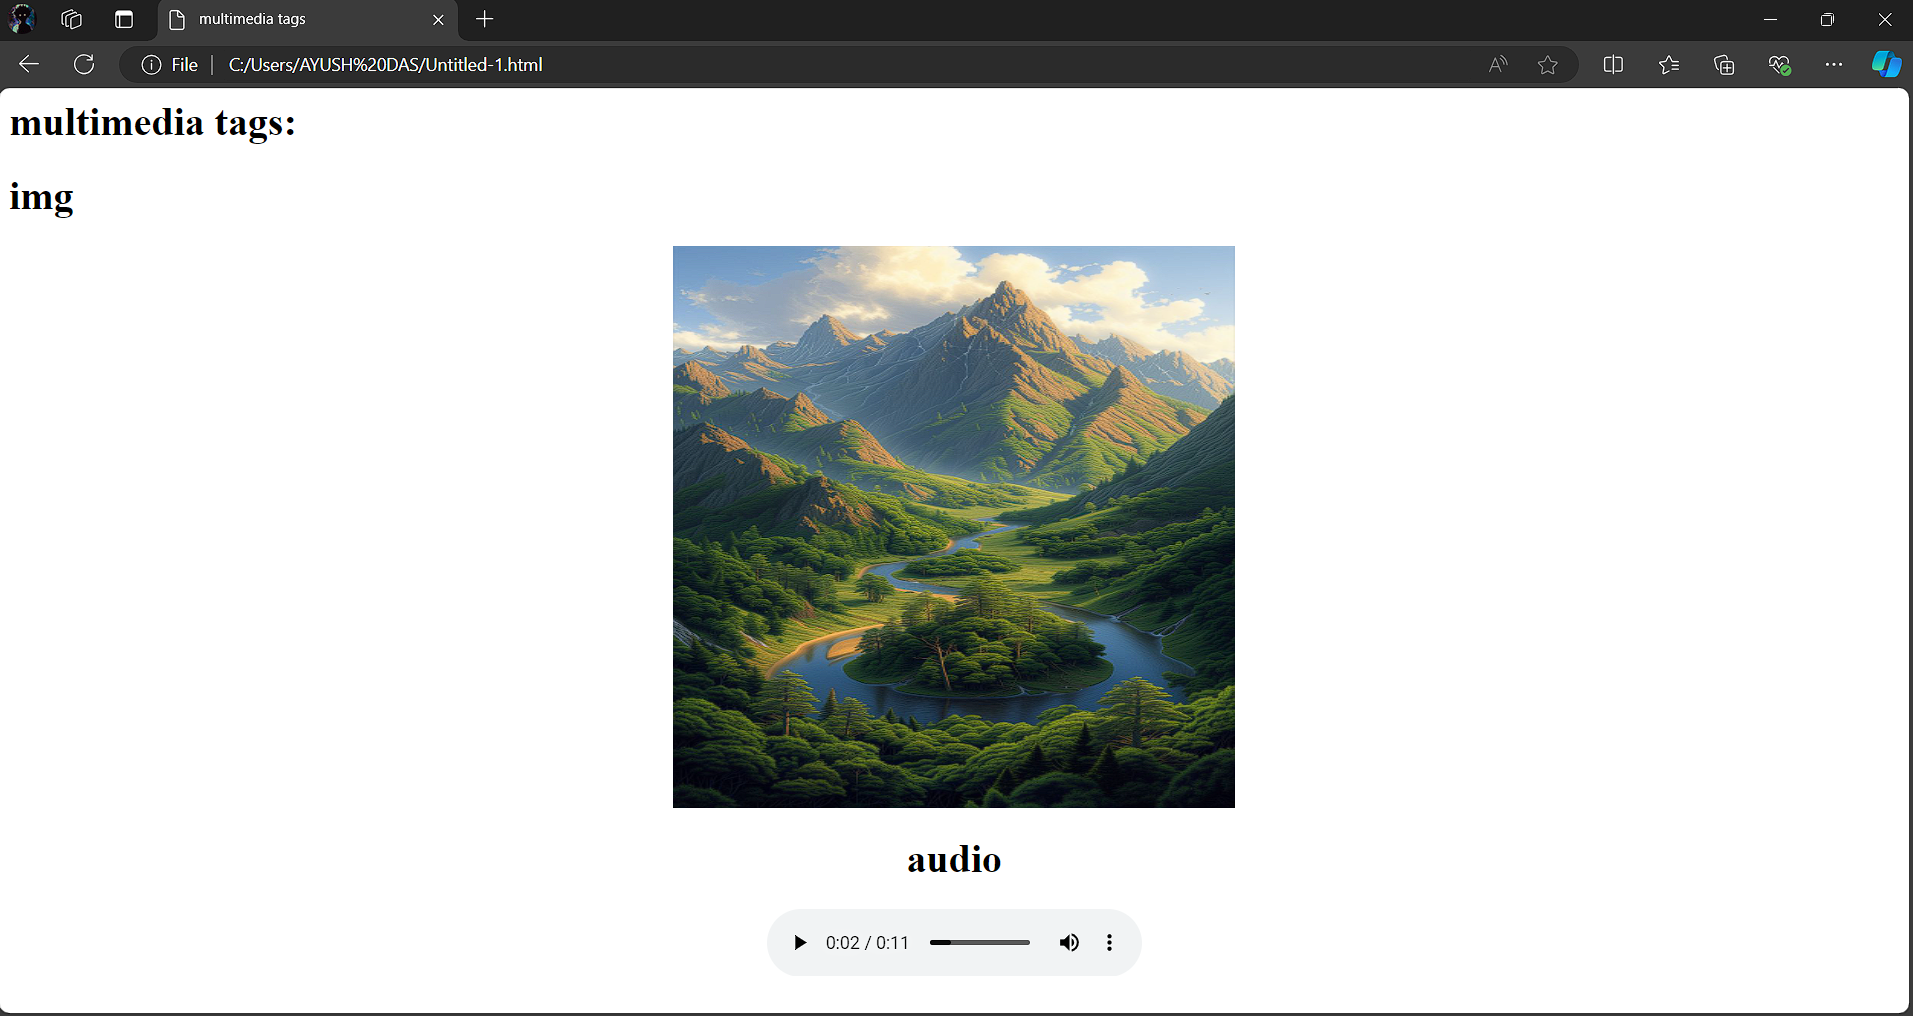 multimedia tags
File
C:/Users/AYUSH%20DAS/Untitled-1.html
multimedia tags:
img
audio
0:02 / 0:11